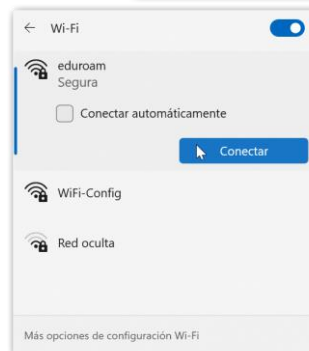 Wi-Fi
eduroam
Segura
Conectar automáticamente
Conectar
WiFi-Config
Red oculta
Más opciones de configuración Wi-Fi